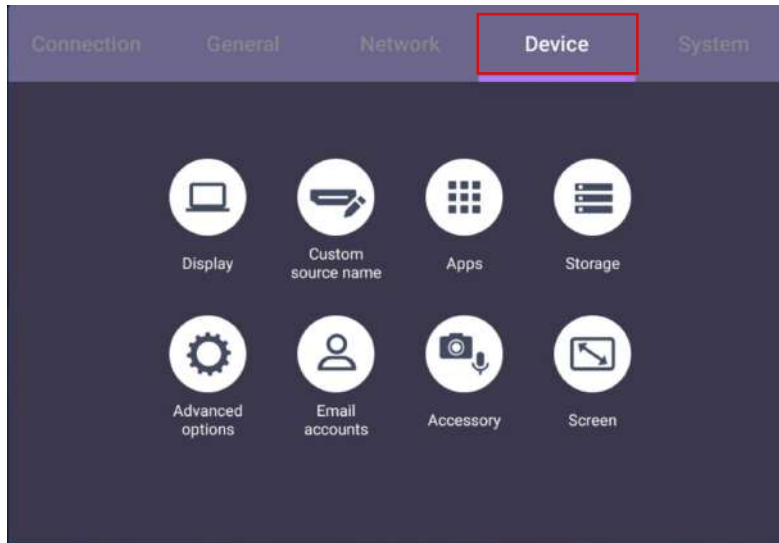 Connection General Network Device System
Display Custom source name Apps Storage
Advanced options Email accounts Accessory Screen